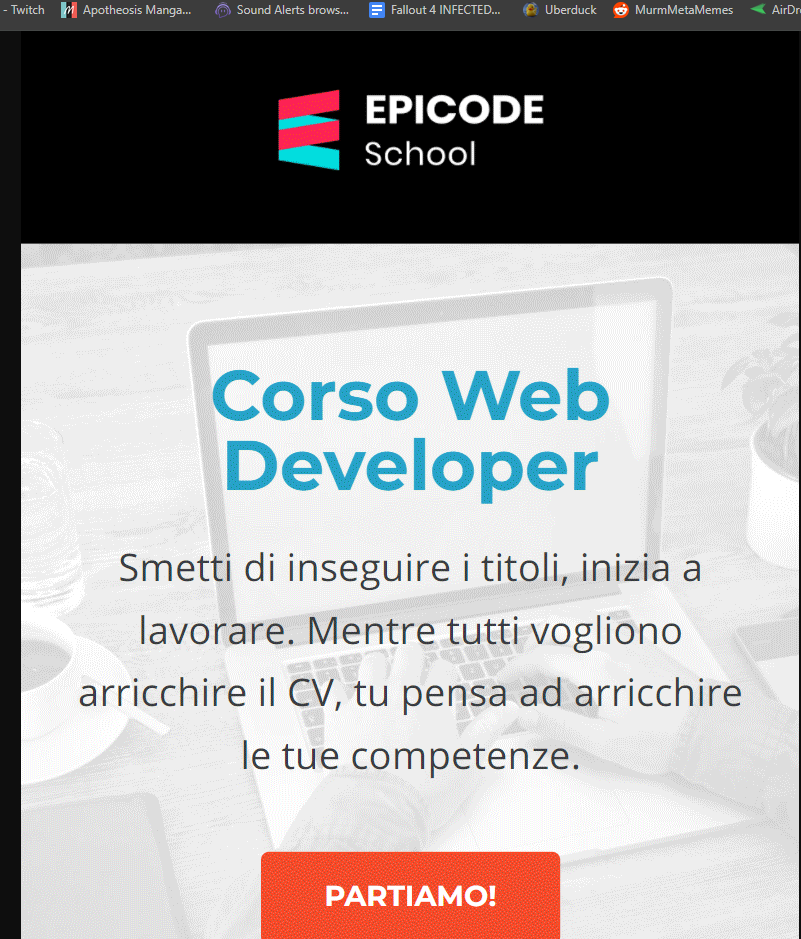 - Twitch Apotheosis Manga... Sound Alerts brows... Fallout 4 INFECTED... Uberduck MurmMetaMemes AirDr
EPICODE
School
Corso Web
Developer
Smetti di inseguire i titoli, inizia a
lavorare. Mentre tutti vogliono
arricchire il CV, tu pensa ad arricchire
le tue competenze.
PARTIAMO!